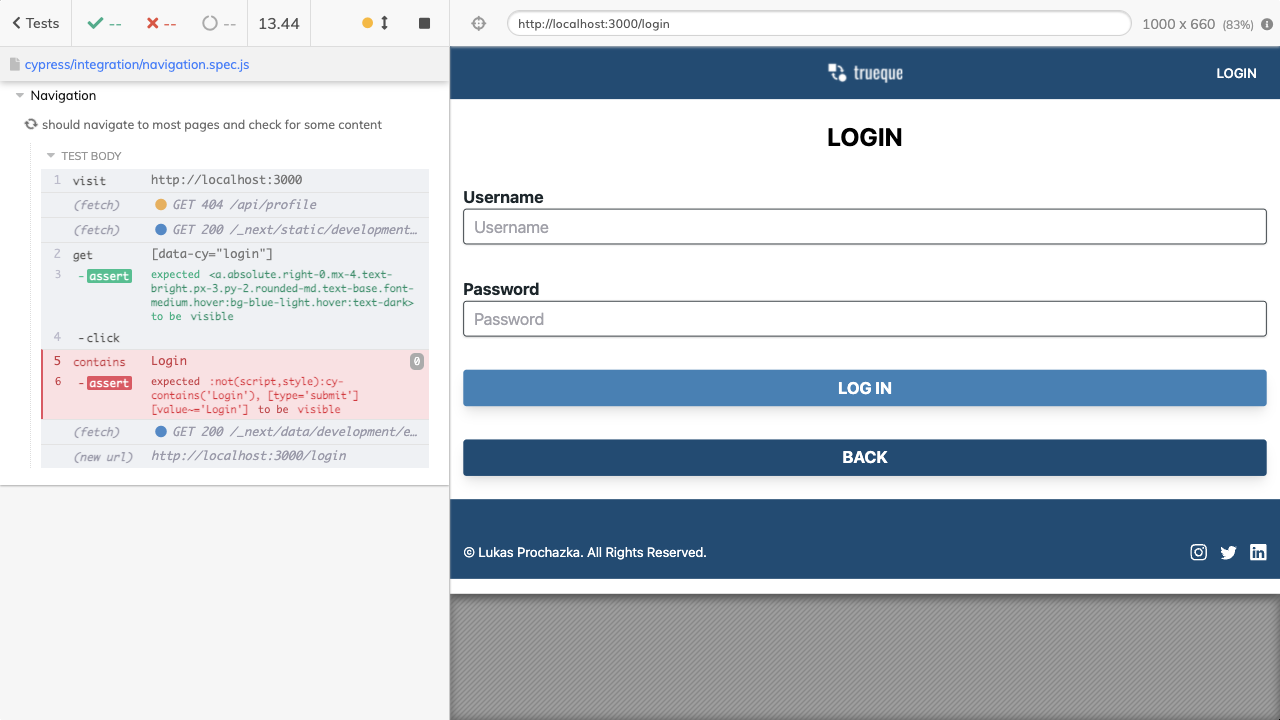 Tests
--
--
--
13.44
http://localhost:3000/login
1000 x 660 (83%)
cypress/integration/navigation.spec.js
Navigation
should navigate to most pages and check for some content
TEST BODY
1 visit http://localhost:3000
(fetch) GET 404 /api/profile
(fetch) GET 200 /_next/static/development…
2 get [data-cy="login"]
3 -assert expected <a.absolute.right-0.mx-4.text-
bright.px-3.py-2.rounded-md.text-base.font-
medium.hover:bg-blue-light.hover:text-dark>
to be visible
4 -click
5 contains Login 0
6 -assert expected :not(script,style):cy-
contains('Login'), [type='submit']
[value~='Login'] to be visible
(fetch) GET 200 /_next/data/development/e…
(new url) http://localhost:3000/login
trueque
LOGIN
LOGIN
Username
Username
Password
Password
LOG IN
BACK
© Lukas Prochazka. All Rights Reserved.